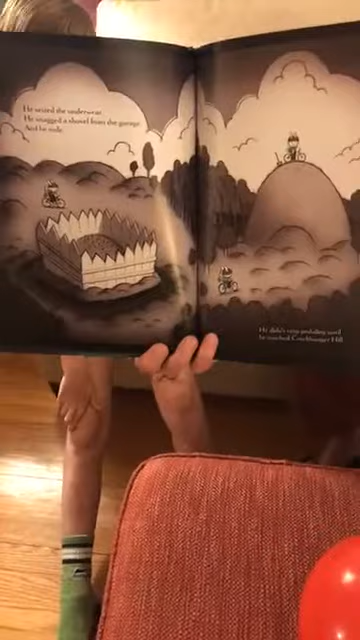 He seized the underwear.
He snagged a shovel from the garage.
And he rode.
He didn't stop pedaling until
he reached Crackbunger Hill.